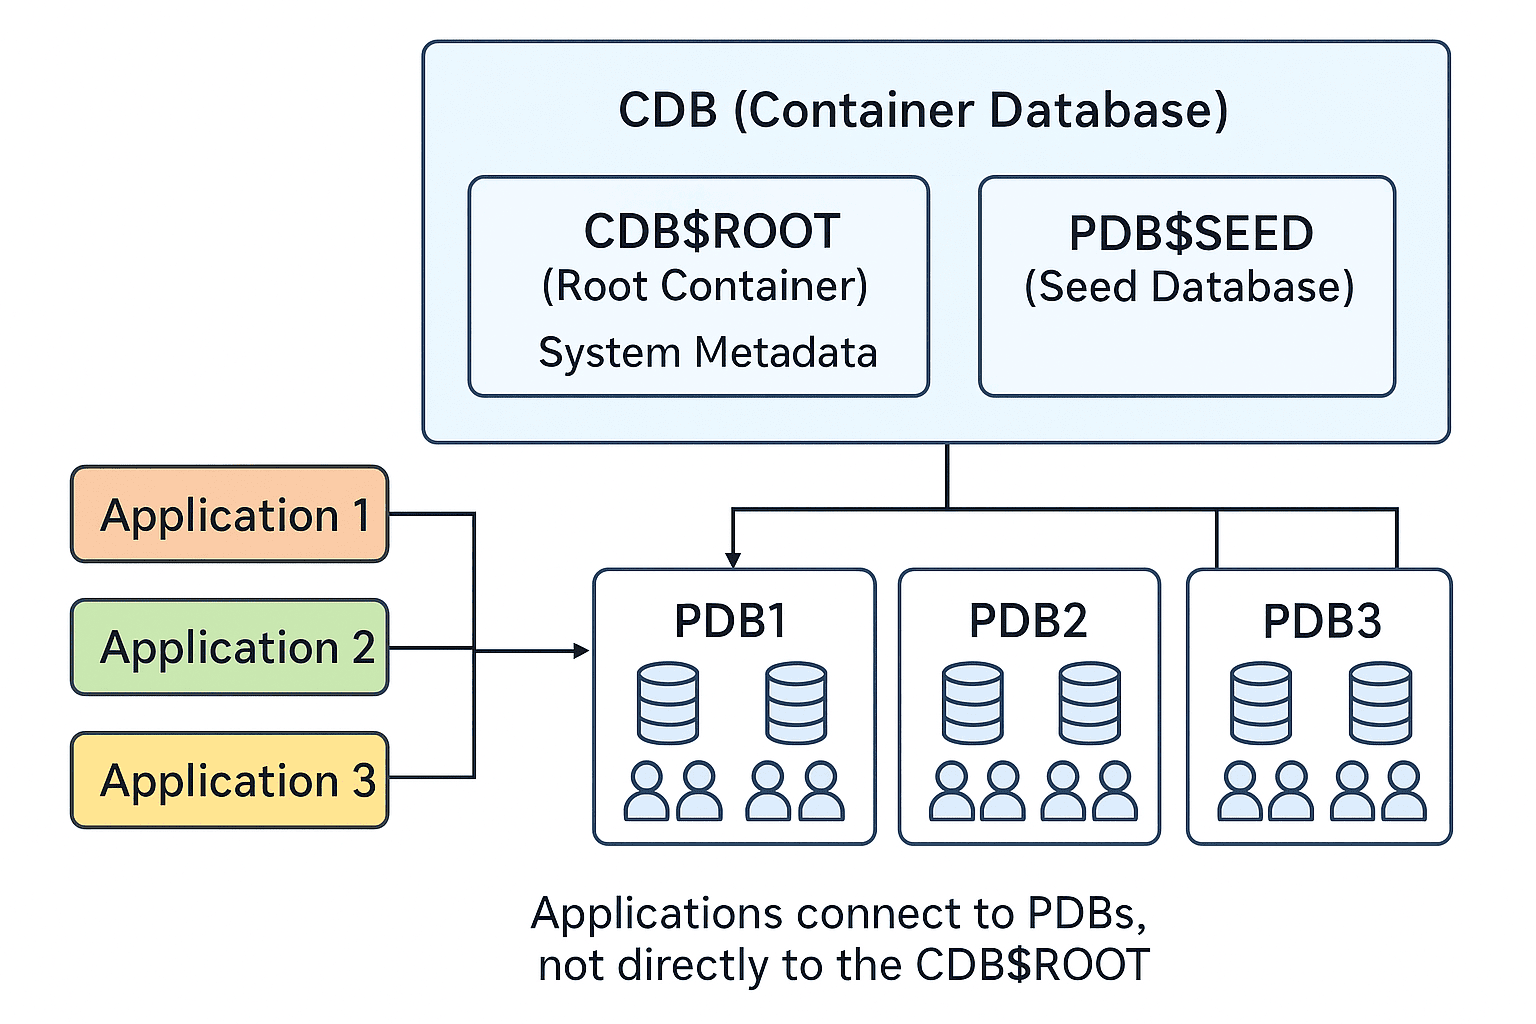 CDB (Container Database)
CDB$ROOT
(Root Container)
System Metadata
PDB$SEED
(Seed Database)
Application 1
Application 2
Application 3
PDB1
PDB2
PDB3
Applications connect to PDBs,
not directly to the CDB$ROOT